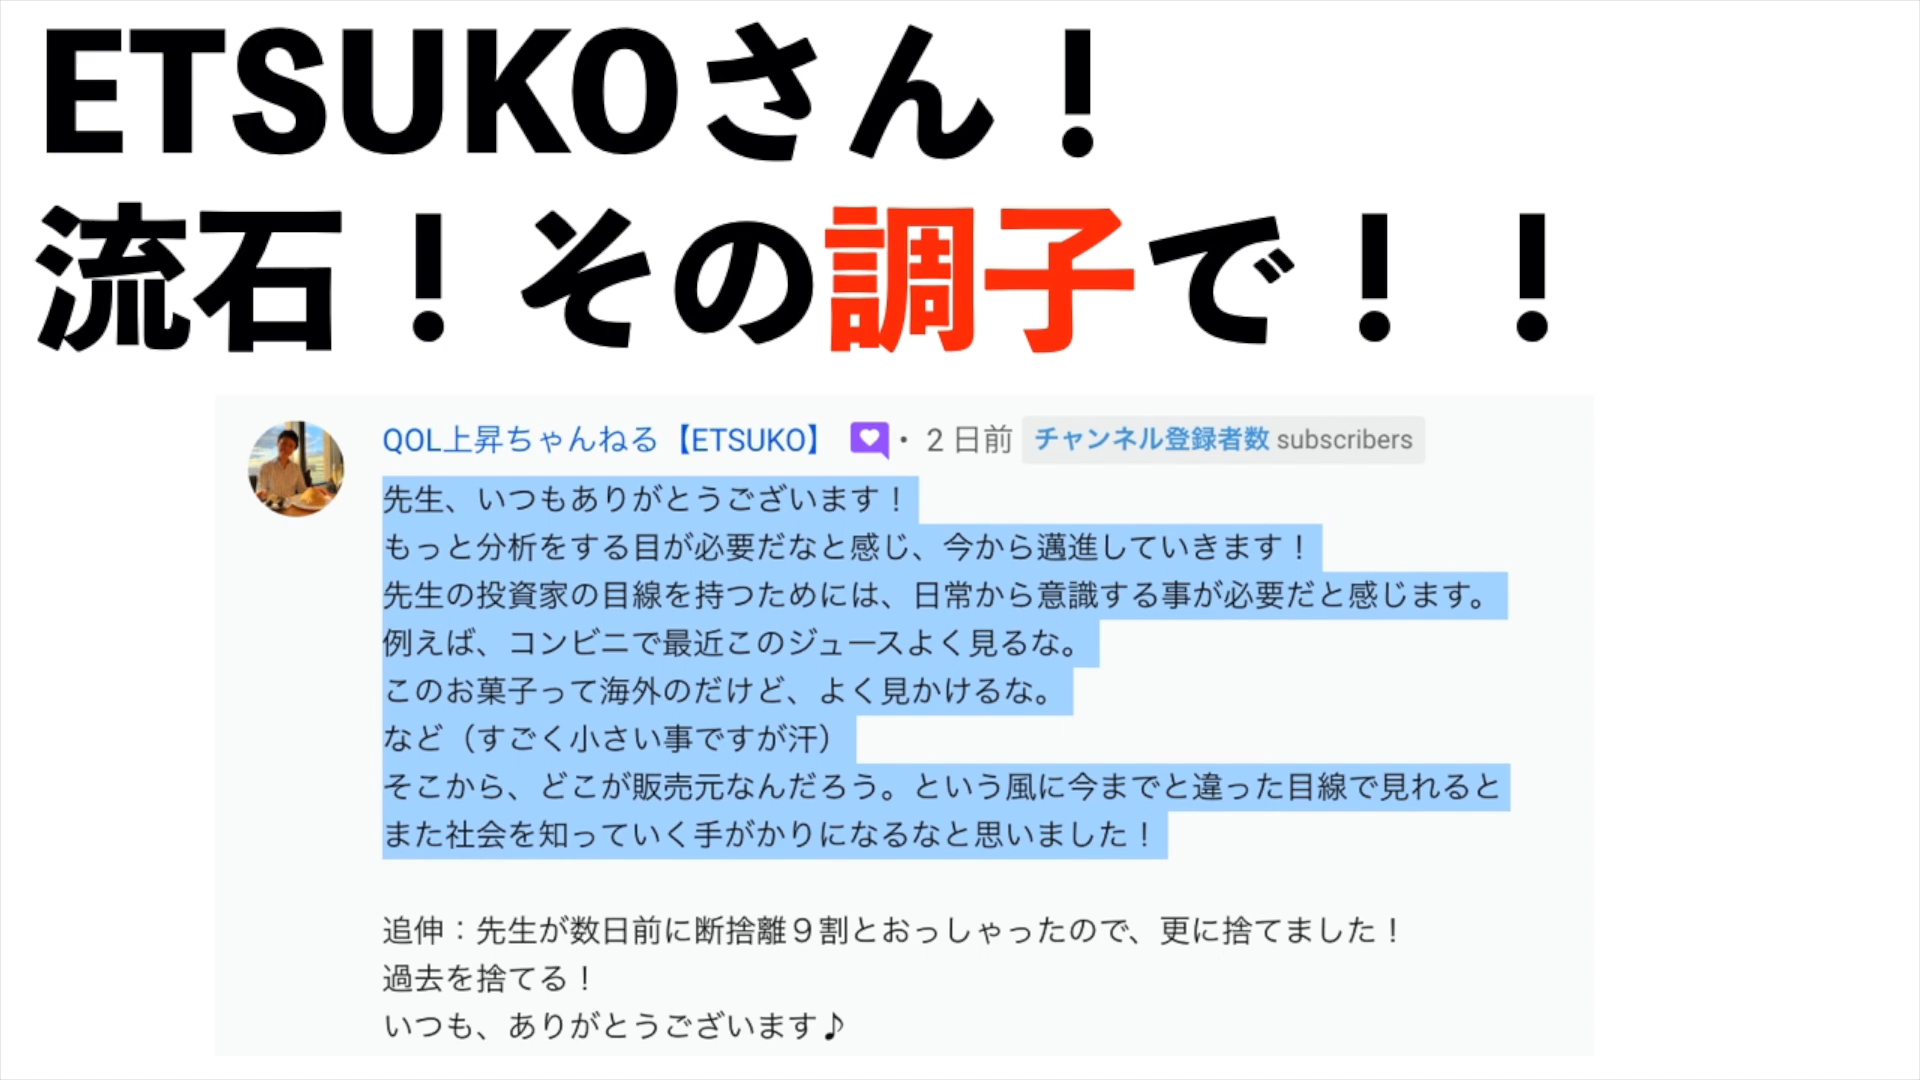 ETSUKOさん！
流石！その調子で！！
QOL上昇ちゃんねる【ETSUKO】 • 2 日前 チャンネル登録者数 subscribers
先生、いつもありがとうございます！
もっと分析をする目が必要だなと感じ、今から邁進していきます！
先生の投資家の目線を持つためには、日常から意識する事が必要だと感じます。
例えば、コンビニで最近このジュースよく見るな。
このお菓子って海外のだけど、よく見かけるな。
など（すごく小さい事ですが汗）
そこから、どこが販売元なんだろう。という風に今までと違った目線で見れると
また社会を知っていく手がかりになるなと思いました！
追伸：先生が数日前に断捨離９割とおっしゃったので、更に捨てました！
過去を捨てる！
いつも、ありがとうございます♪